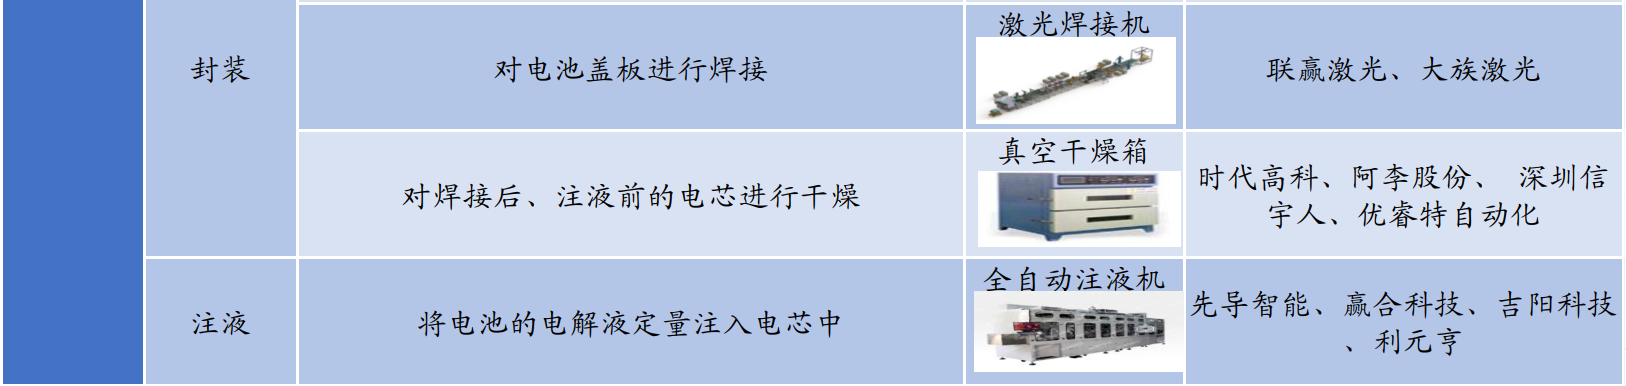 封装
对电池盖板进行焊接
激光焊接机
联赢激光、大族激光
对焊接后、注液前的电芯进行干燥
真空干燥箱
时代高科、阿李股份、 深圳信
宇人、优睿特自动化
注液
将电池的电解液定量注入电芯中
全自动注液机
先导智能、赢合科技、吉阳科技
、利元亨